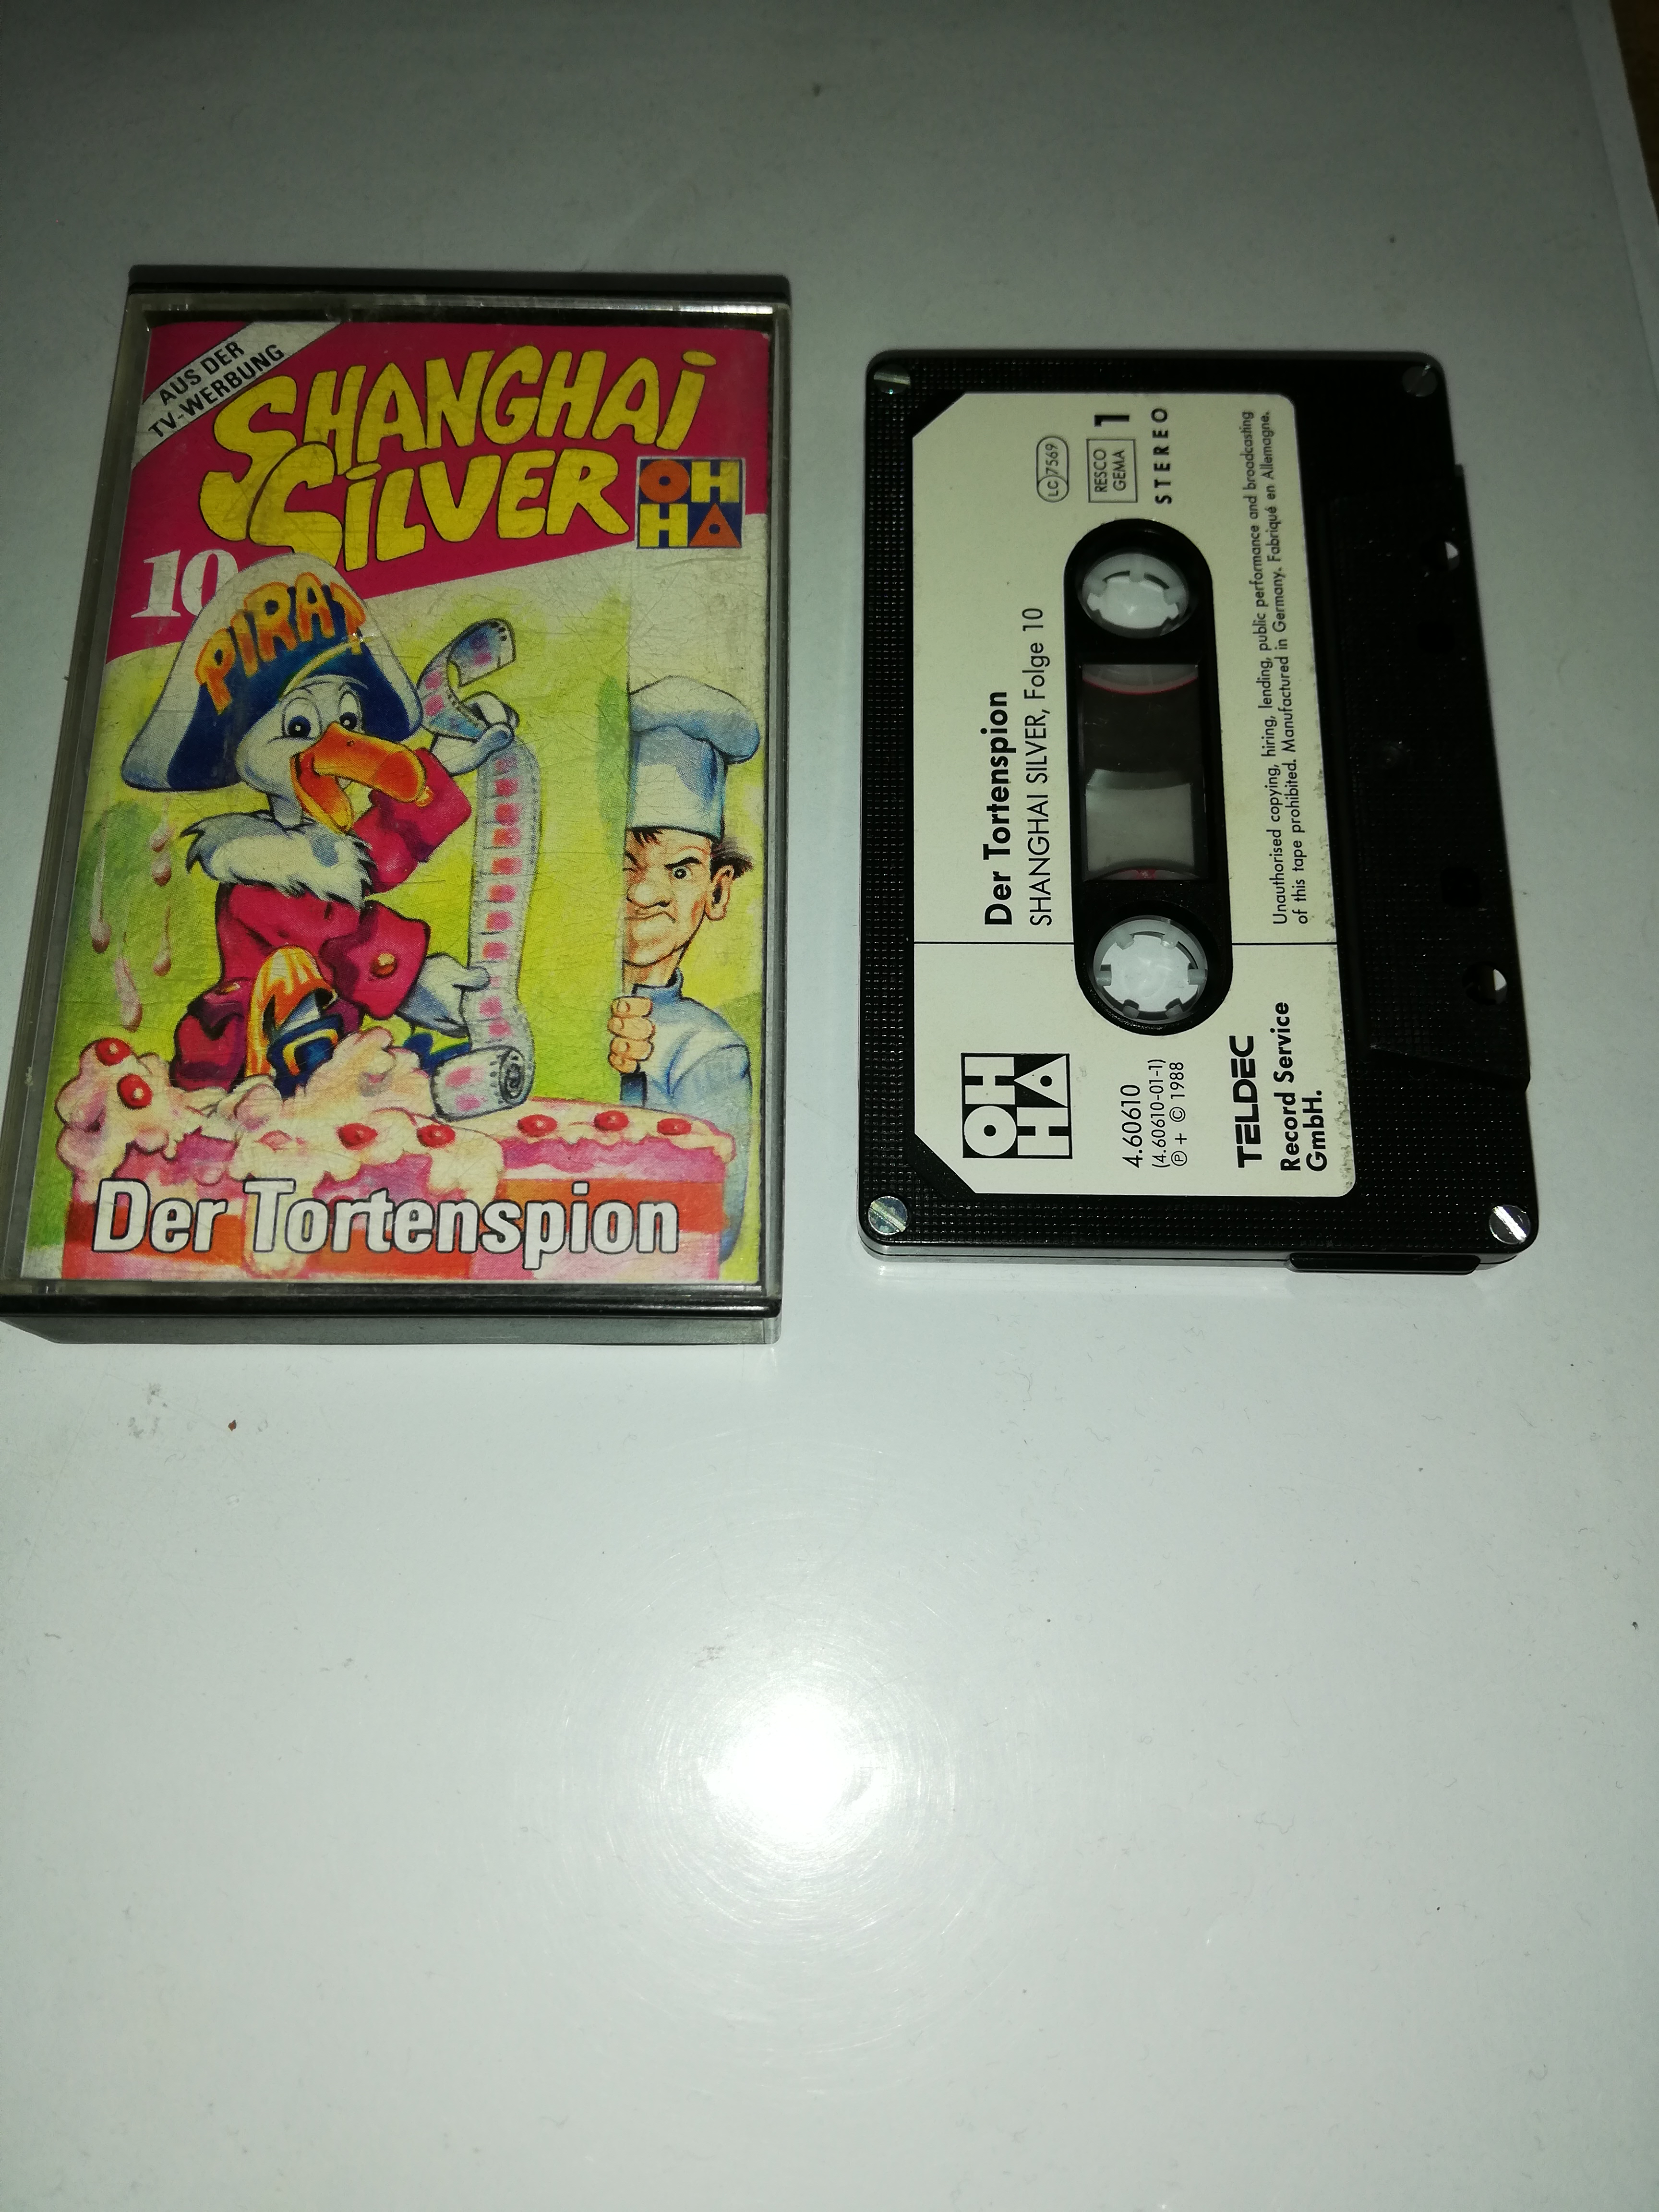 AUS DER
TV-WERBUNG
SHANGHAI
SILVER
OH
HA
10
PIRAT
Der Tortenspion
LC 7569
RESCO
GEMA
1
STEREO
Der Tortenspion
SHANGHAI SILVER, Folge 10
OH
HA
4.60610
(4.60610-01-1)
℗ + © 1988
TELDEC
Record Service
GmbH.
Unauthorised copying, hiring, lending, public performance and broadcasting
of this tape prohibited. Manufactured in Germany. Fabriqué en Allemagne.